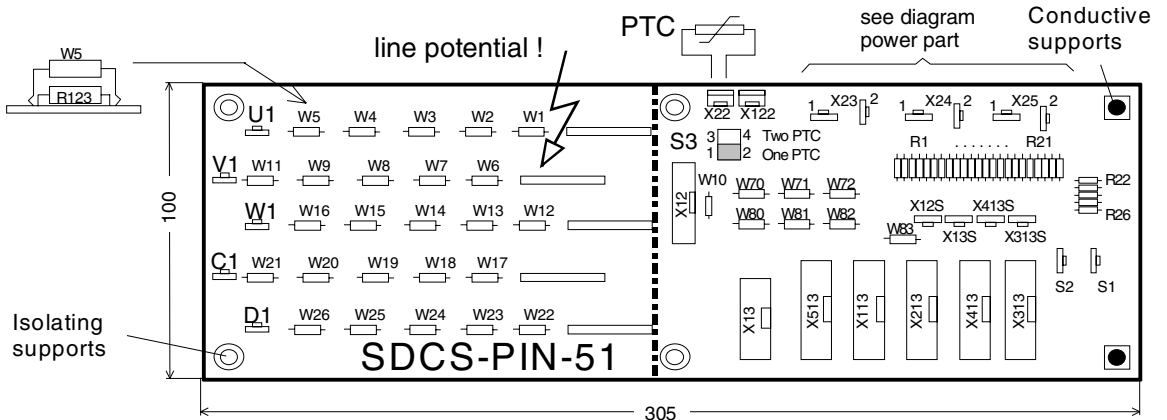 PTC
see diagram
power part
Conductive
supports
line potential !
W5
R123
U1 W5 W4 W3 W2 W1
X22 X122
1 X23 2 1 X24 2 1 X25 2
S3 3 4 Two PTC
1 2 One PTC
R1 . . . . . . . R21
V1 W11 W9 W8 W7 W6
X12 W10 W70 W71 W72
R22
R26
W1 W16 W15 W14 W13 W12
W80 W81 W82 W83
X12S X413S
X13S X313S
C1 W21 W20 W19 W18 W17
S2 S1
D1 W26 W25 W24 W23 W22
X13 X513 X113 X213 X413 X313
100
Isolating
supports
SDCS-PIN-51
305